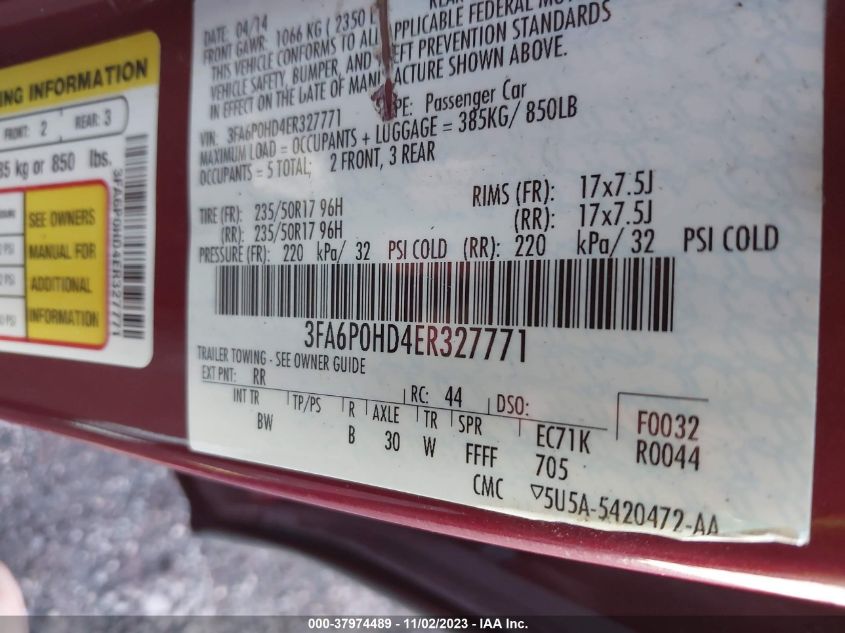 NG INFORMATION
FRONT: 2 REAR: 3
85 kg or 850 lbs.
SEE OWNERS
MANUAL FOR
ADDITIONAL
INFORMATION
PSI
3FA6P0HD4ER327771
DATE: 04/14
FRONT GAWR: 1066 KG ( 2350 L
THIS VEHICLE CONFORMS TO ALL APPLICABLE FEDERAL MOT
VEHICLE SAFETY, BUMPER, AND THEFT PREVENTION STANDARDS
IN EFFECT ON THE DATE OF MANUFACTURE SHOWN ABOVE.
VIN: 3FA6P0HD4ER327771 TYPE: Passenger Car
MAXIMUM LOAD = OCCUPANTS + LUGGAGE = 385KG/ 850LB
OCCUPANTS = 5 TOTAL; 2 FRONT, 3 REAR
RIMS (FR): 17x7.5J
TIRE (FR): 235/50R17 96H (RR): 17x7.5J
(RR): 235/50R17 96H
PRESSURE (FR): 220 kPa/ 32 PSI COLD (RR): 220 kPa/ 32 PSI COLD
3FA6P0HD4ER327771
TRAILER TOWING - SEE OWNER GUIDE
EXT PNT: RR RC: 44 DSO:
INT TR TP/PS R AXLE TR SPR EC71K F0032
BW B 30 W FFFF 705 R0044
CMC ▽5U5A-5420472-AA
000-37974489 - 11/02/2023 - IAA Inc.